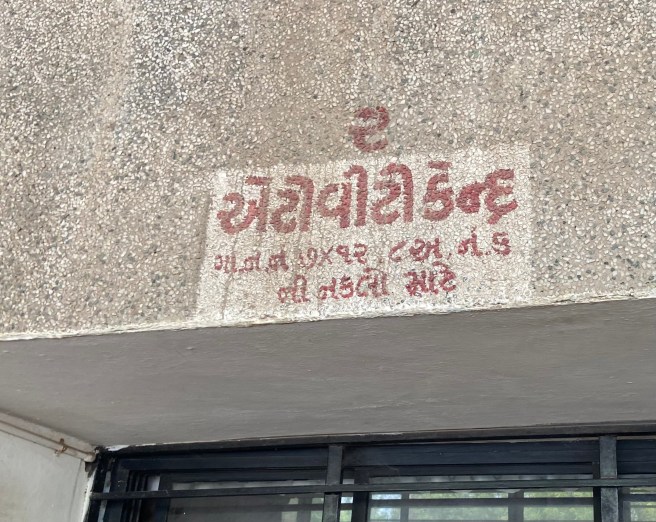 ૨
એટીવીટી કેન્દ્ર
ગા.ન.નં ૭×૧૨, ૮અ, નં.૬
ની નકલો માટે